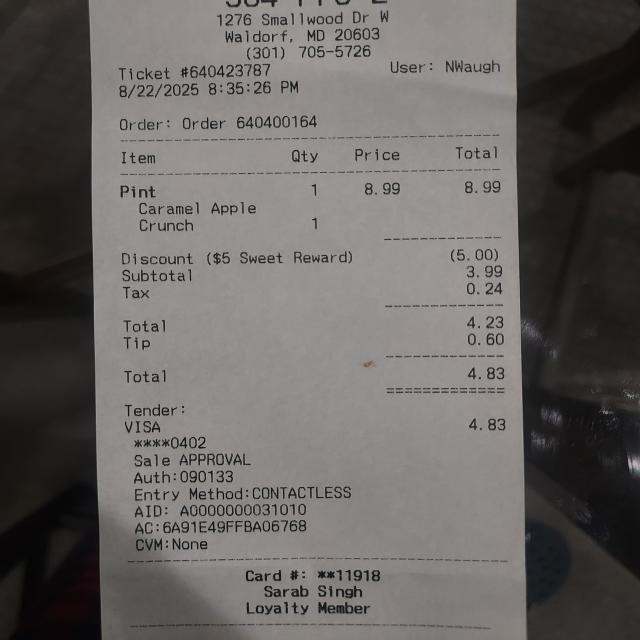 1276 Smallwood Dr W
Waldorf, MD 20603
(301) 705-5726
Ticket #640423787 User: NWaugh
8/22/2025 8:35:26 PM
Order: Order 640400164
Item Qty Price Total
Pint 1 8.99 8.99
Caramel Apple
Crunch 1
Discount ($5 Sweet Reward) (5.00)
Subtotal 3.99
Tax 0.24
Total 4.23
Tip 0.60
Total 4.83
Tender:
VISA 4.83
****0402
Sale APPROVAL
Auth:090133
Entry Method:CONTACTLESS
AID: A0000000031010
AC:6A91E49FFBA06768
CVM:None
Card #: **11918
Sarab Singh
Loyalty Member